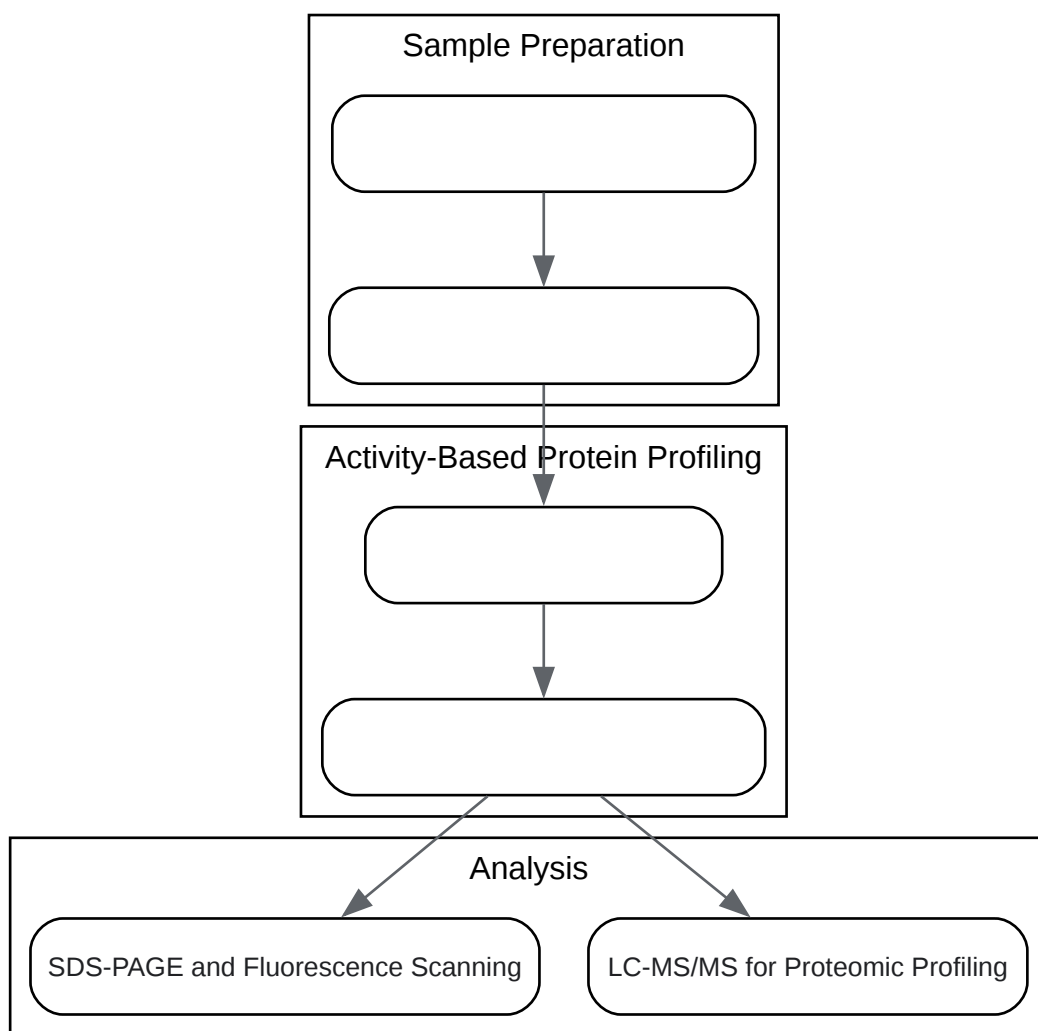 Sample Preparation
Activity-Based Protein Profiling
Analysis
SDS-PAGE and Fluorescence Scanning
LC-MS/MS for Proteomic Profiling